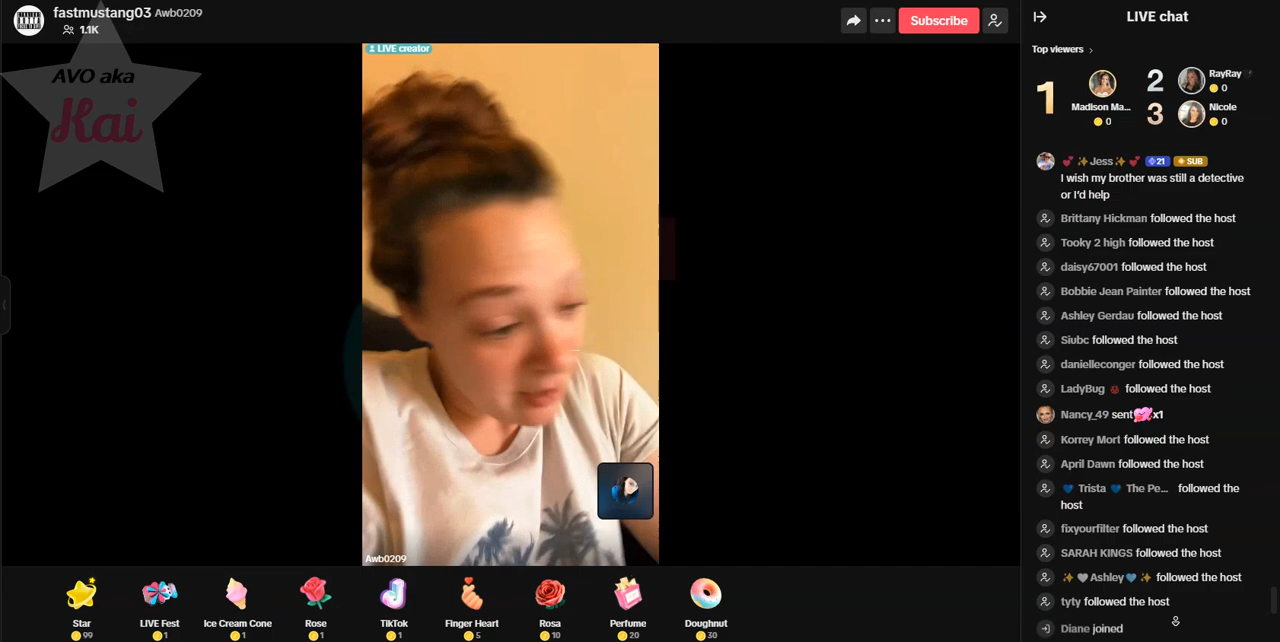 fastmustang03 Awb0209
1.1K
Subscribe
LIVE chat
AVO aka
Kai
LIVE creator
Awb0209
Top viewers
1
Madison Ma...
0
2
RayRay
0
3
Nicole
0
Jess 21 SUB
I wish my brother was still a detective
or I'd help
Brittany Hickman followed the host
Tooky 2 high followed the host
daisy67001 followed the host
Bobbie Jean Painter followed the host
Ashley Gerdau followed the host
Siubc followed the host
danielleconger followed the host
LadyBug followed the host
Nancy_49 sent x1
Korrey Mort followed the host
April Dawn followed the host
Trista The Pe... followed the
host
fixyourfilter followed the host
SARAH KINGS followed the host
Ashley followed the host
tyty followed the host
Diane joined
Star
99
LIVE Fest
1
Ice Cream Cone
1
Rose
1
TikTok
1
Finger Heart
5
Rosa
10
Perfume
20
Doughnut
30